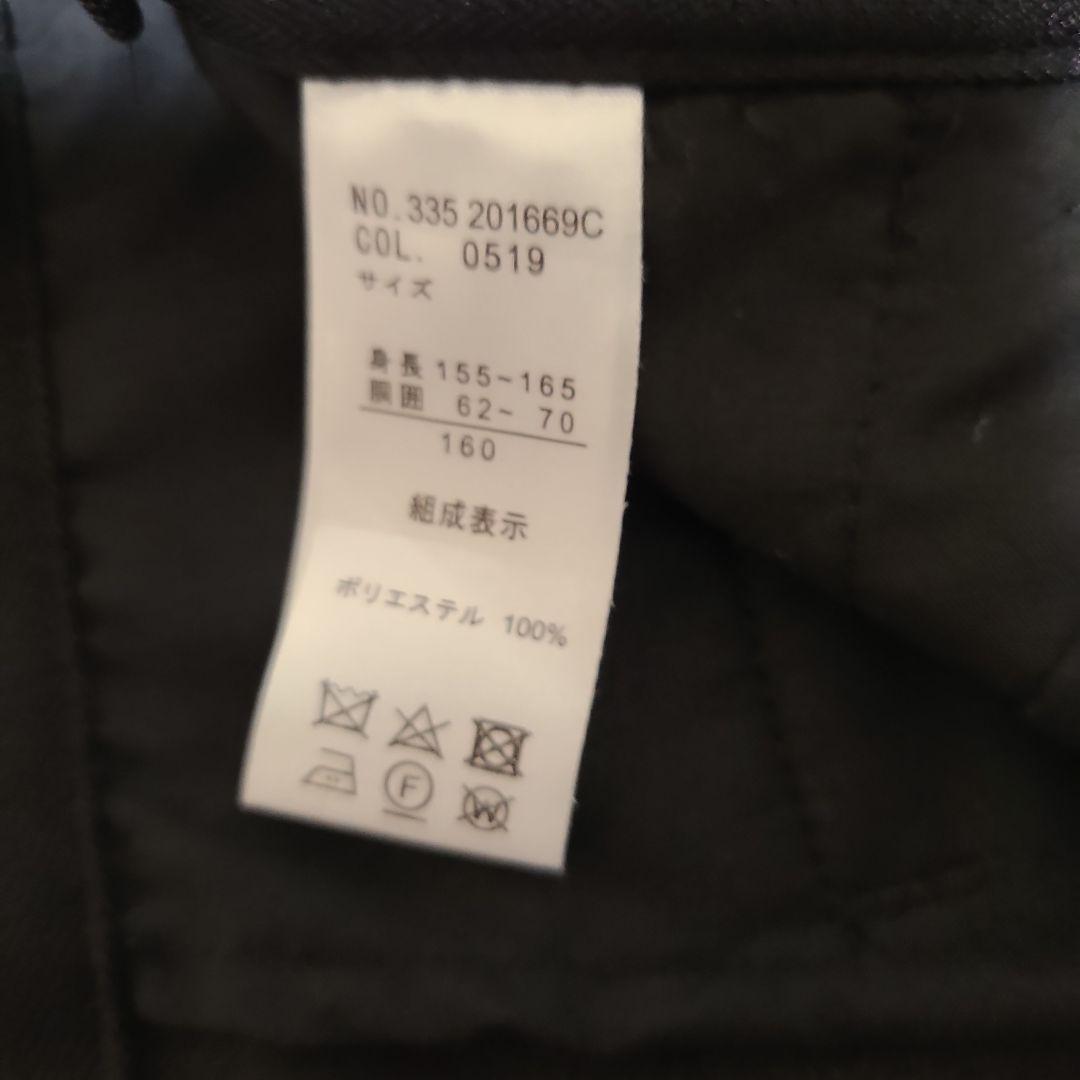 NO.335 201669C
COL. 0519
サイズ
身長 155-165
胴囲 62- 70
160
組成表示
ポリエステル 100%
F
W